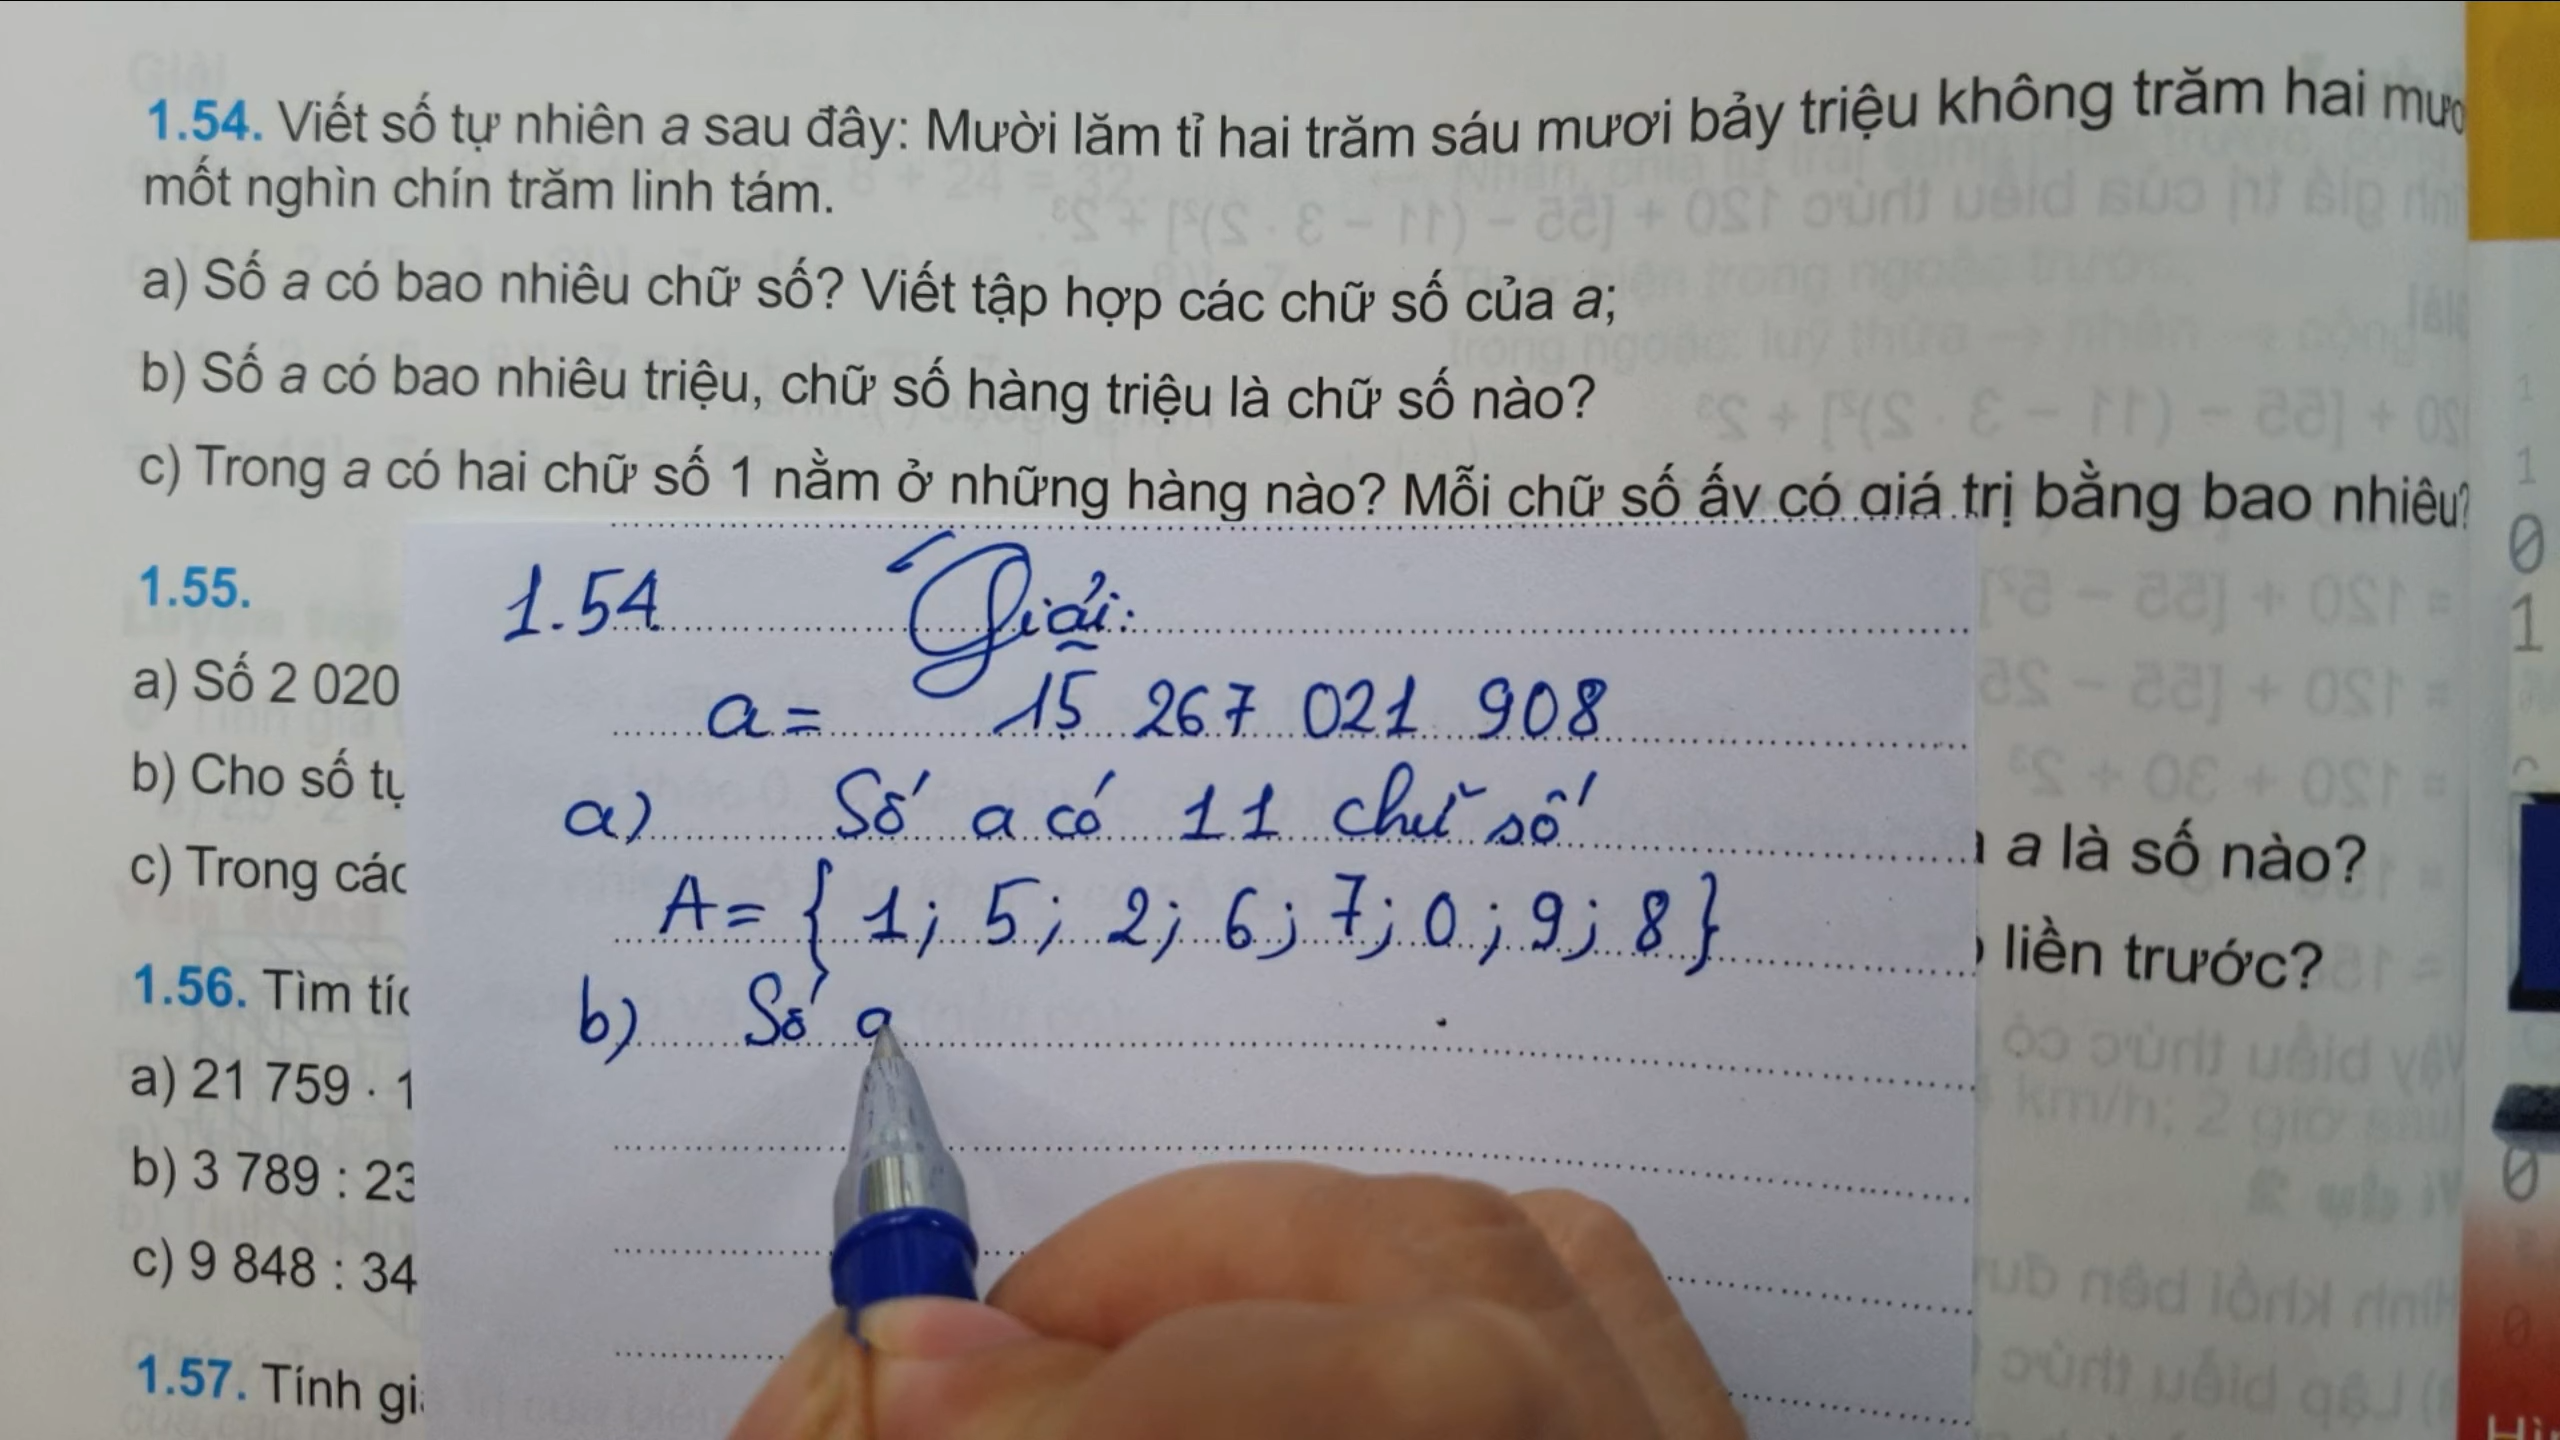 1.54. Viết số tự nhiên a sau đây: Mười lăm tỉ hai trăm sáu mươi bảy triệu không trăm hai mươ
mốt nghìn chín trăm linh tám.
a) Số a có bao nhiêu chữ số? Viết tập hợp các chữ số của a;
b) Số a có bao nhiêu triệu, chữ số hàng triệu là chữ số nào?
c) Trong a có hai chữ số 1 nằm ở những hàng nào? Mỗi chữ số ấy có giá trị bằng bao nhiêu?
1.54 Giải:
a = 15 267 021 908
a) Số a có 11 chữ số
A = { 1; 5; 2; 6; 7; 0; 9; 8}
b) Số a
1.55.
a) Số 2 020
b) Cho số tự
c) Trong các
a là số nào?
liền trước?
1.56. Tìm tíc
a) 21 759 · 1
b) 3 789 : 23
c) 9 848 : 34
1.57. Tính gi